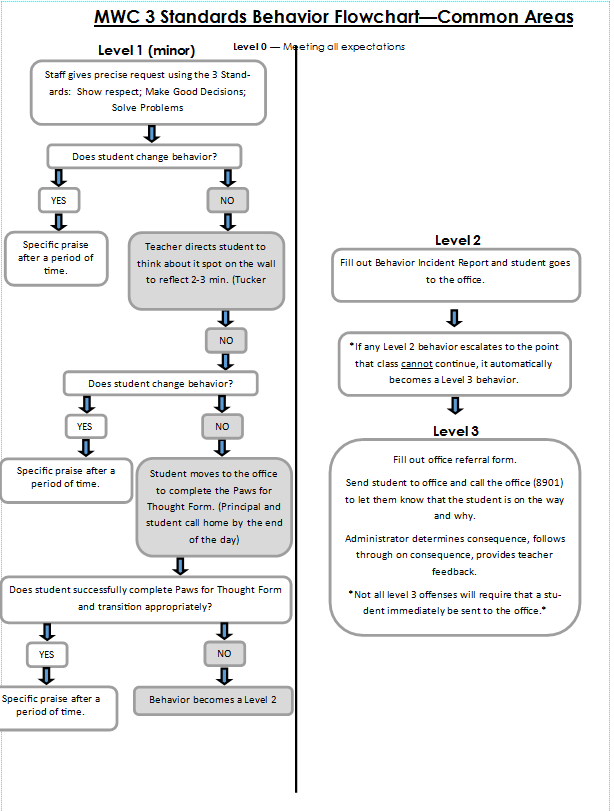 MWC 3 Standards Behavior Flowchart—Common Areas
Level 0 — Meeting all expectations
Level 1 (minor)
Staff gives precise request using the 3 Stand-
ards:  Show respect; Make Good Decisions;
Solve Problems
Does student change behavior?
YES
NO
Specific praise
after a period of
time.
Teacher directs student to
think about it spot on the wall
to reflect 2-3 min. (Tucker
NO
Does student change behavior?
YES
NO
Specific praise after a
period of time.
Student moves to the office
to complete the Paws for
Thought Form. (Principal and
student call home by the end
of the day)
Does student successfully complete Paws for Thought Form
and transition appropriately?
YES
NO
Specific praise after a
period of time.
Behavior becomes a Level 2
Level 2
Fill out Behavior Incident Report and student goes
to the office.
*If any Level 2 behavior escalates to the point
that class cannot continue, it automatically
becomes a Level 3 behavior.
Level 3
Fill out office referral form.
Send student to office and call the office (8901)
to let them know that the student is on the way
and why.
Administrator determines consequence, follows
through on consequence, provides teacher
feedback.
*Not all level 3 offenses will require that a stu-
dent immediately be sent to the office.*